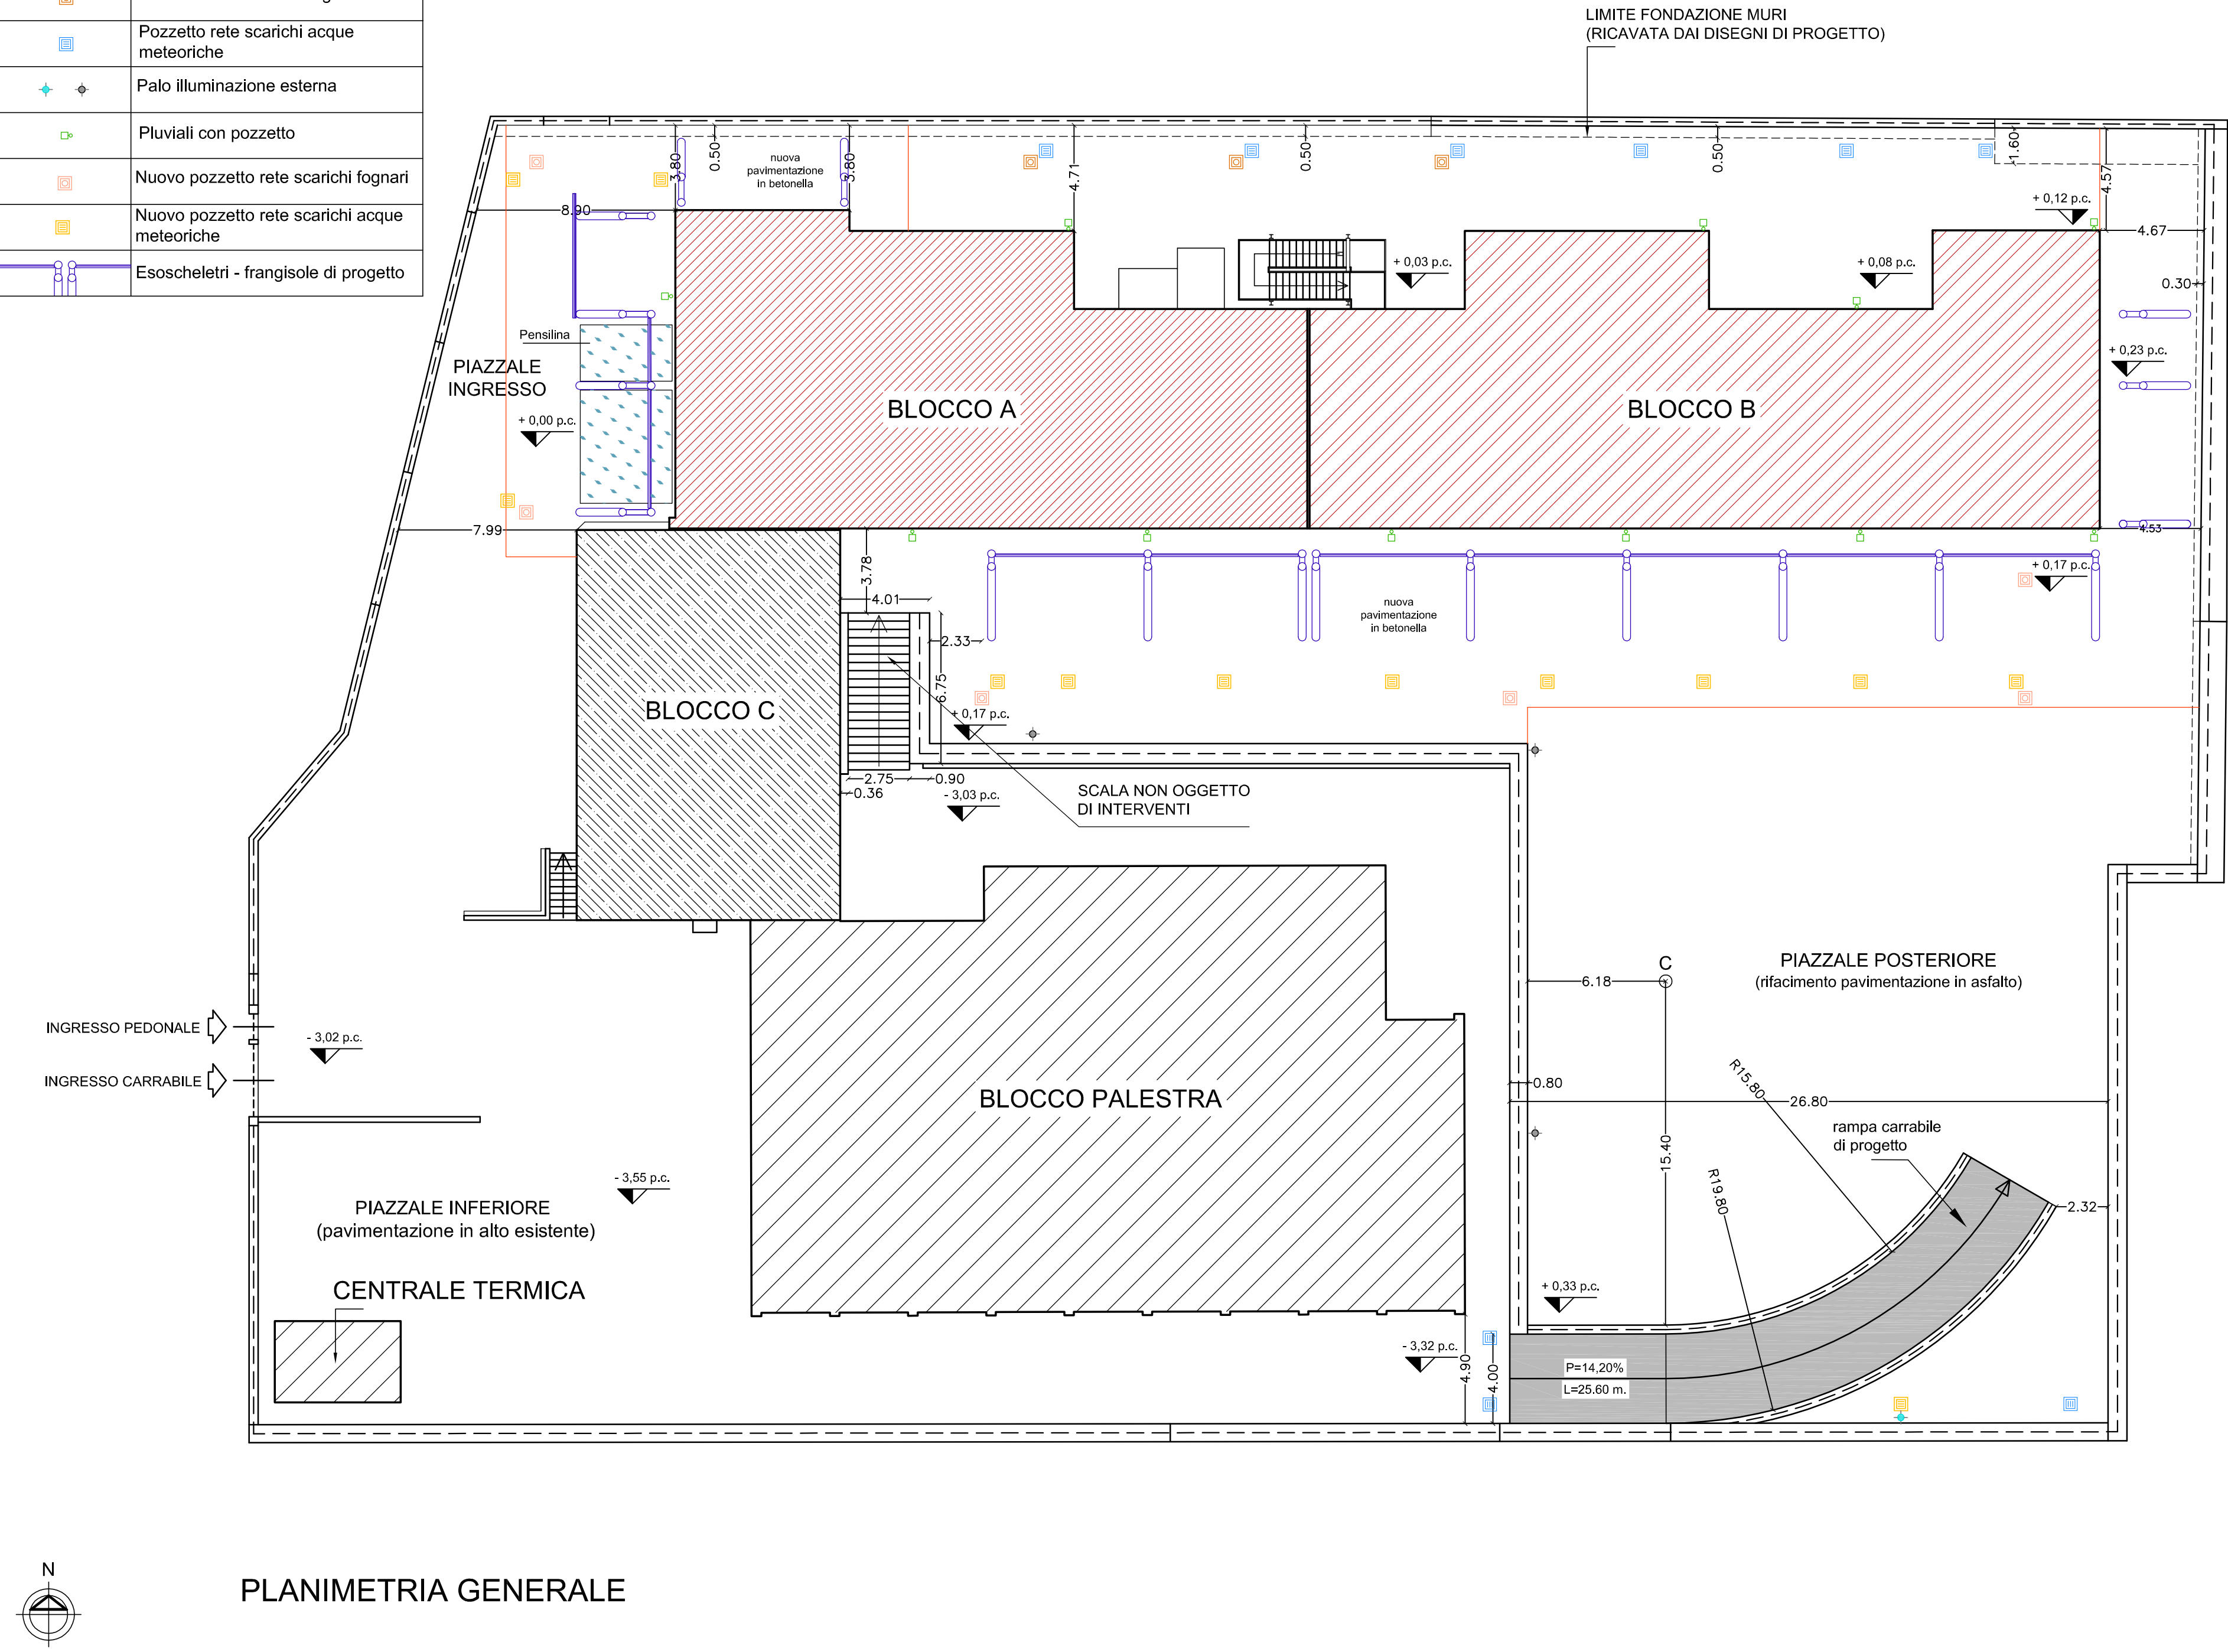 Pozzetto rete scarichi acque
meteoriche
Palo illuminazione esterna
Pluviali con pozzetto
Nuovo pozzetto rete scarichi fognari
Nuovo pozzetto rete scarichi acque
meteoriche
Esoscheletri - frangisole di progetto
LIMITE FONDAZIONE MURI
(RICAVATA DAI DISEGNI DI PROGETTO)
3.80
0.50
nuova
pavimentazione
in betonella
3.80
4.71
0.50
0.50
1.60
4.57
8.90
+ 0,12 p.c.
4.67
+ 0,03 p.c.
+ 0,08 p.c.
0.30
Pensilina
+ 0,23 p.c.
PIAZZALE
INGRESSO
BLOCCO A
BLOCCO B
+ 0,00 p.c.
7.99
4.53
3.78
+ 0,17 p.c.
4.01
nuova
pavimentazione
in betonella
2.33
6.75
BLOCCO C
+ 0,17 p.c.
2.75
0.90
0.36
- 3,03 p.c.
SCALA NON OGGETTO
DI INTERVENTI
C
PIAZZALE POSTERIORE
(rifacimento pavimentazione in asfalto)
6.18
INGRESSO PEDONALE
- 3,02 p.c.
INGRESSO CARRABILE
BLOCCO PALESTRA
0.80
R15.80
26.80
rampa carrabile
di progetto
15.40
- 3,55 p.c.
R19.80
PIAZZALE INFERIORE
(pavimentazione in alto esistente)
2.32
CENTRALE TERMICA
+ 0,33 p.c.
- 3,32 p.c.
4.90
4.00
P=14,20%
L=25.60 m.
N
PLANIMETRIA GENERALE